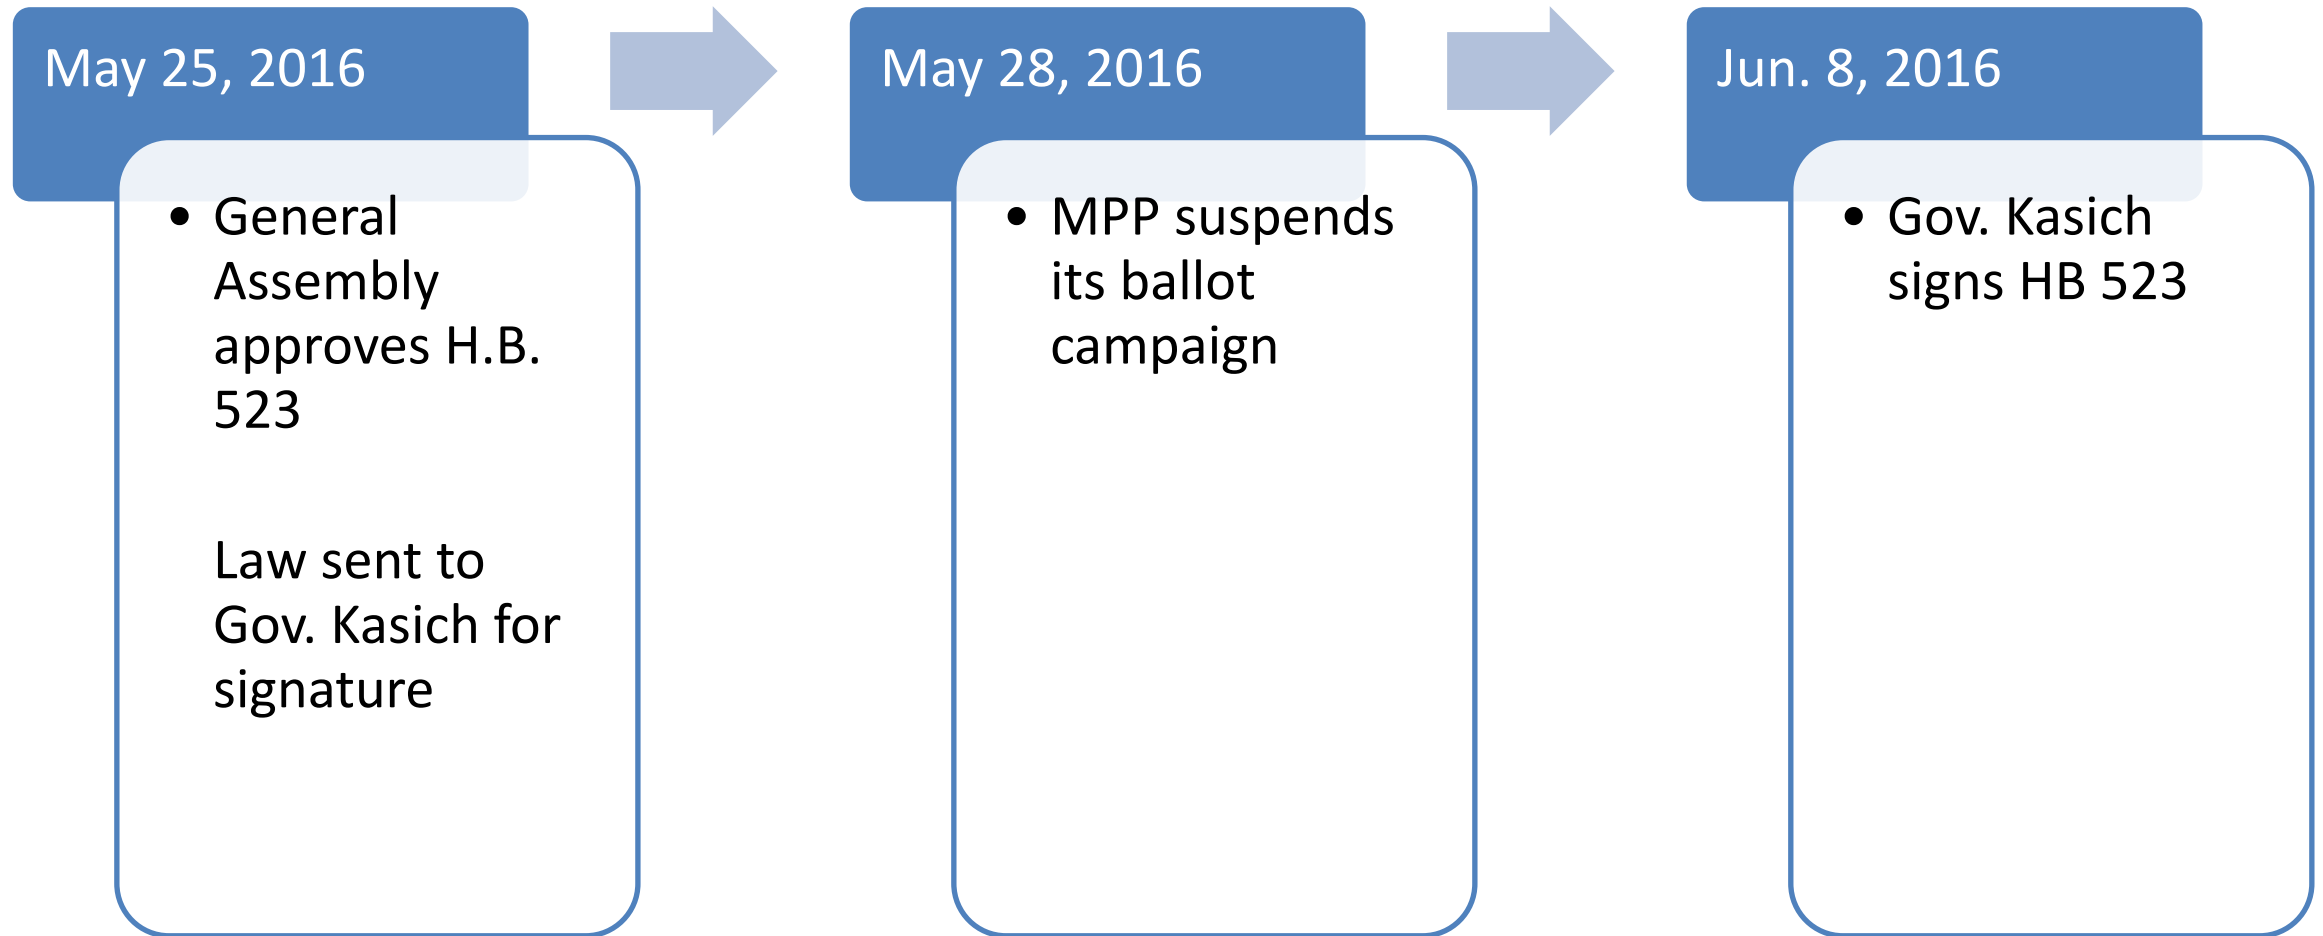 May 25, 2016
• General
Assembly
approves H.B.
523
Law sent to
Gov. Kasich for
signature
May 28, 2016
• MPP suspends
its ballot
campaign
Jun. 8, 2016
• Gov. Kasich
signs HB 523